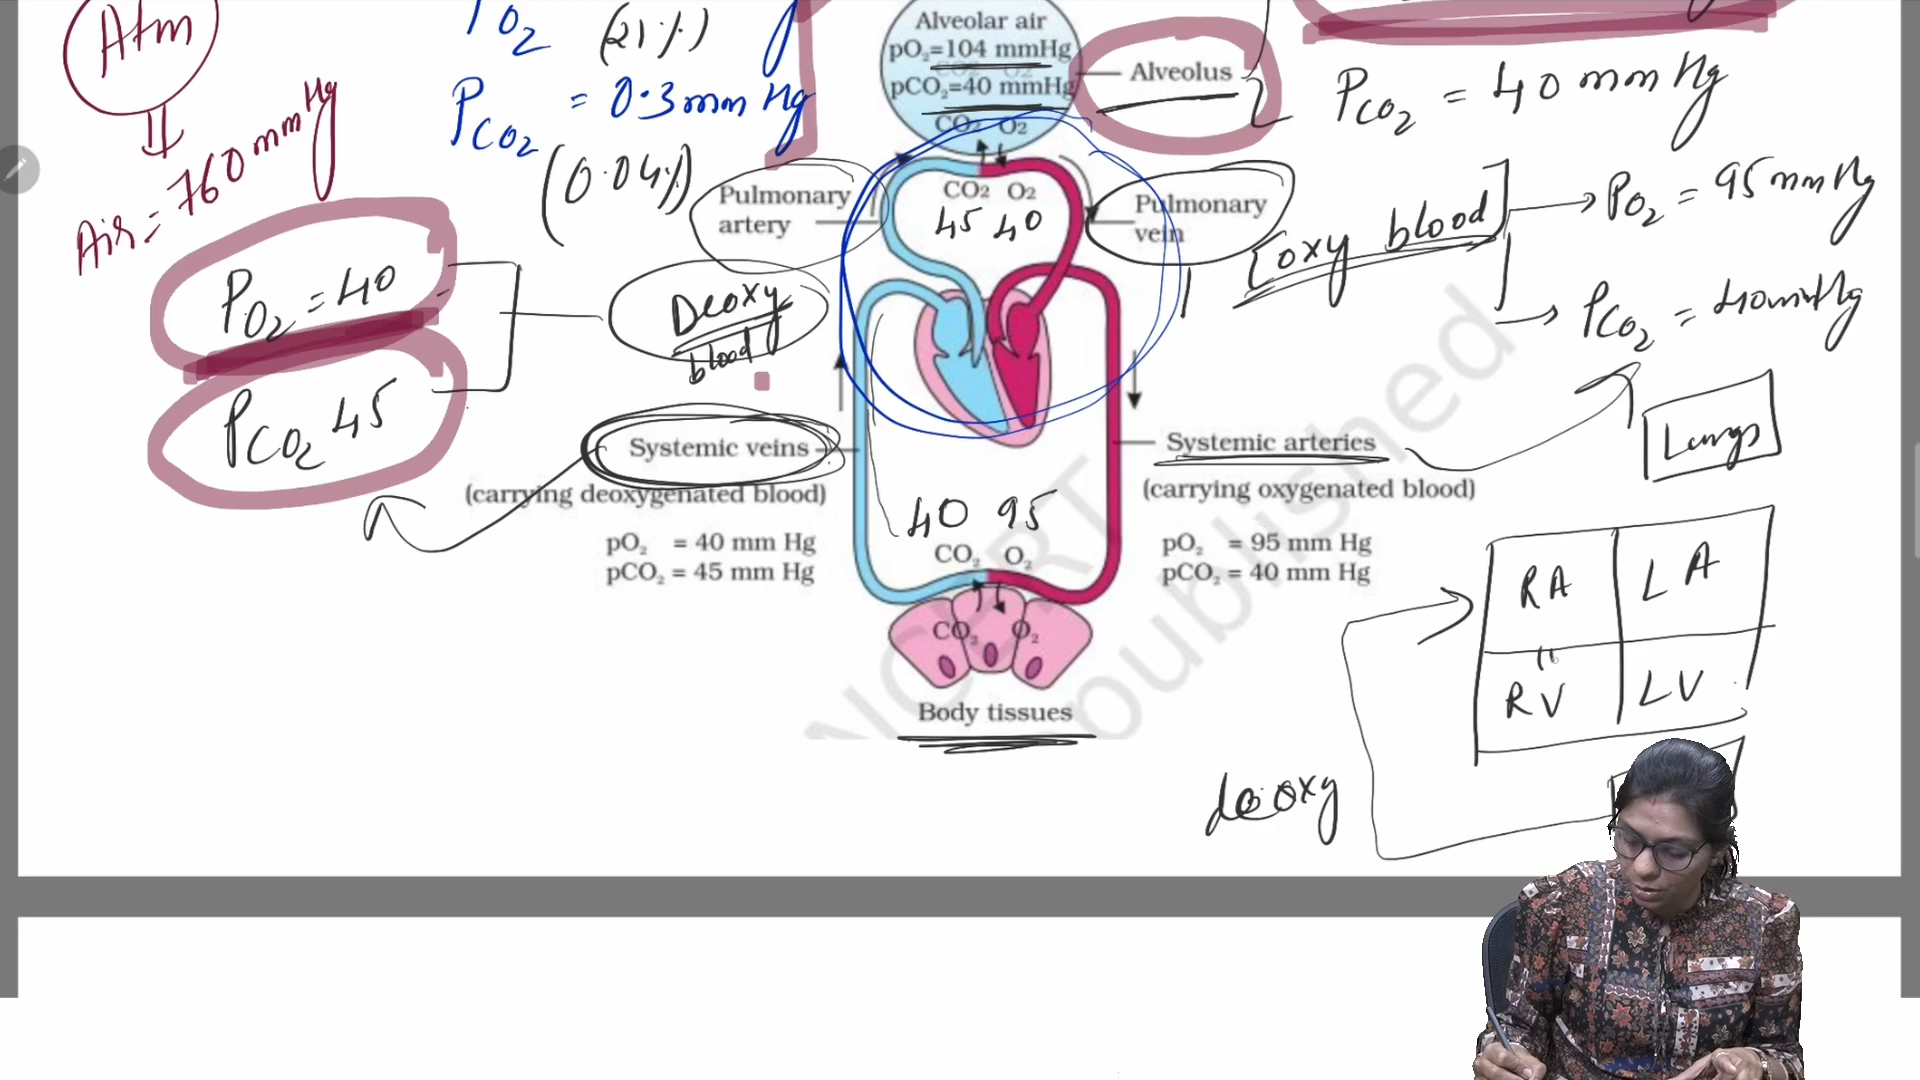 Atm
Air = 760 mm Hg
PO2 (21%)
PCO2 = 0.3 mm Hg
(0.04%)
Alveolar air
pO2=104 mmHg
pCO2=40 mmHg
CO2 O2
Alveolus
PCO2 = 40 mm Hg
Pulmonary
artery
CO2 O2
45 40
Pulmonary
vein
[oxy blood]
PO2 = 95 mm Hg
PCO2 = 40mmHg
PO2 = 40
PCO2 45
Deoxy
blood
Systemic veins
(carrying deoxygenated blood)
pO2 = 40 mm Hg
pCO2 = 45 mm Hg
Systemic arteries
(carrying oxygenated blood)
pO2 = 95 mm Hg
pCO2 = 40 mm Hg
40 95
CO2 O2
CO2 O2
Body tissues
Lungs
RA LA
RV LV
deoxy
NCERT
published